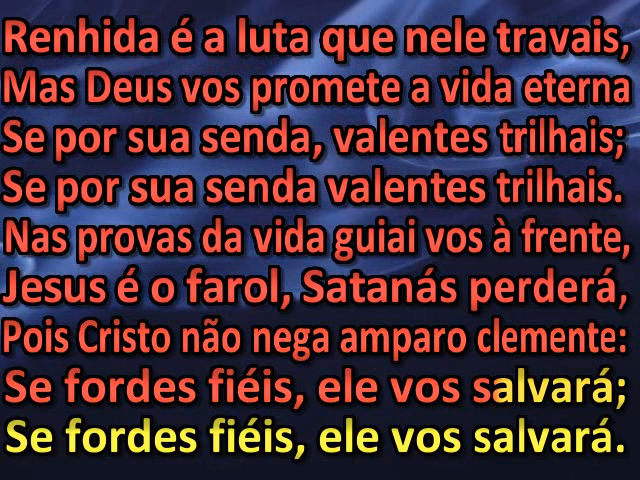 Renhida é a luta que nele travais,
Mas Deus vos promete a vida eterna
Se por sua senda, valentes trilhais;
Se por sua senda valentes trilhais.
Nas provas da vida guiai vos à frente,
Jesus é o farol, Satanás perderá,
Pois Cristo não nega amparo clemente:
Se fordes fiéis, ele vos salvará;
Se fordes fiéis, ele vos salvará.